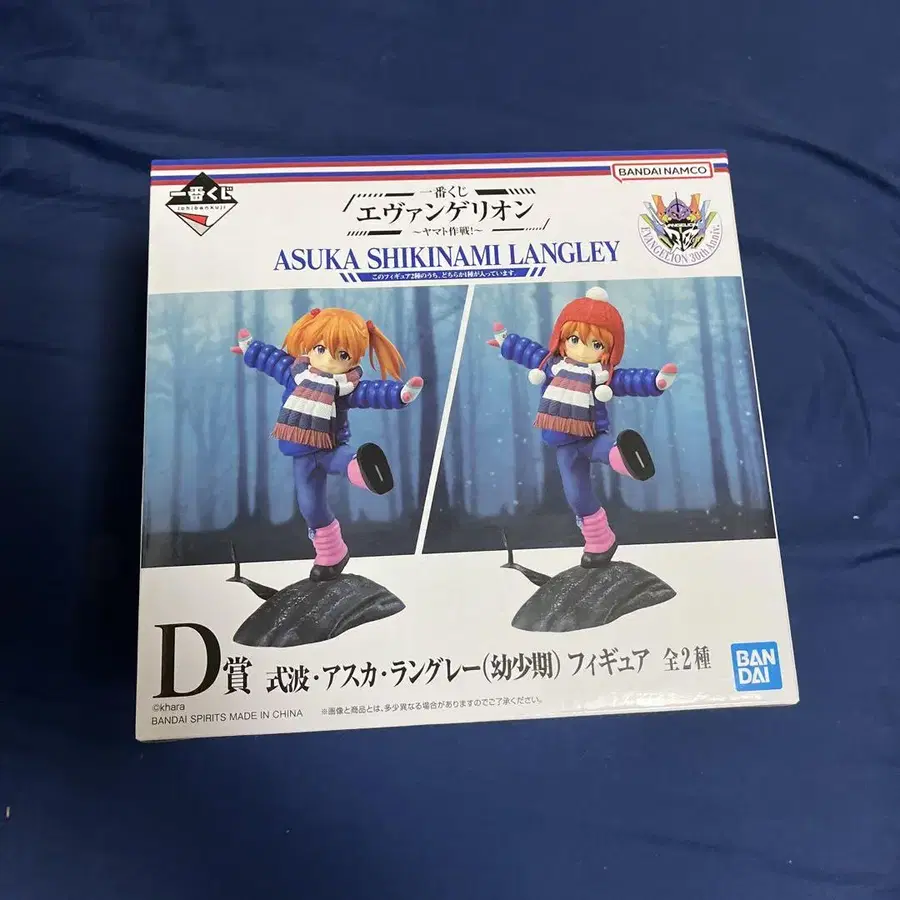 一番くじ
ichiban KUJI
BANDAI NAMCO
一番くじ
エヴァンゲリオン
~ヤマト作戦!~
EVANGELION 30th Anniv.
ASUKA SHIKINAMI LANGLEY
このフィギュア2種のうち、どちらか1種が入っています。
D賞 式波・アスカ・ラングレー(幼少期) フィギュア 全2種
BAN
DAI
©khara
BANDAI SPIRITS MADE IN CHINA
※画像と商品とは、多少異なる場合がありますのでご了承ください。